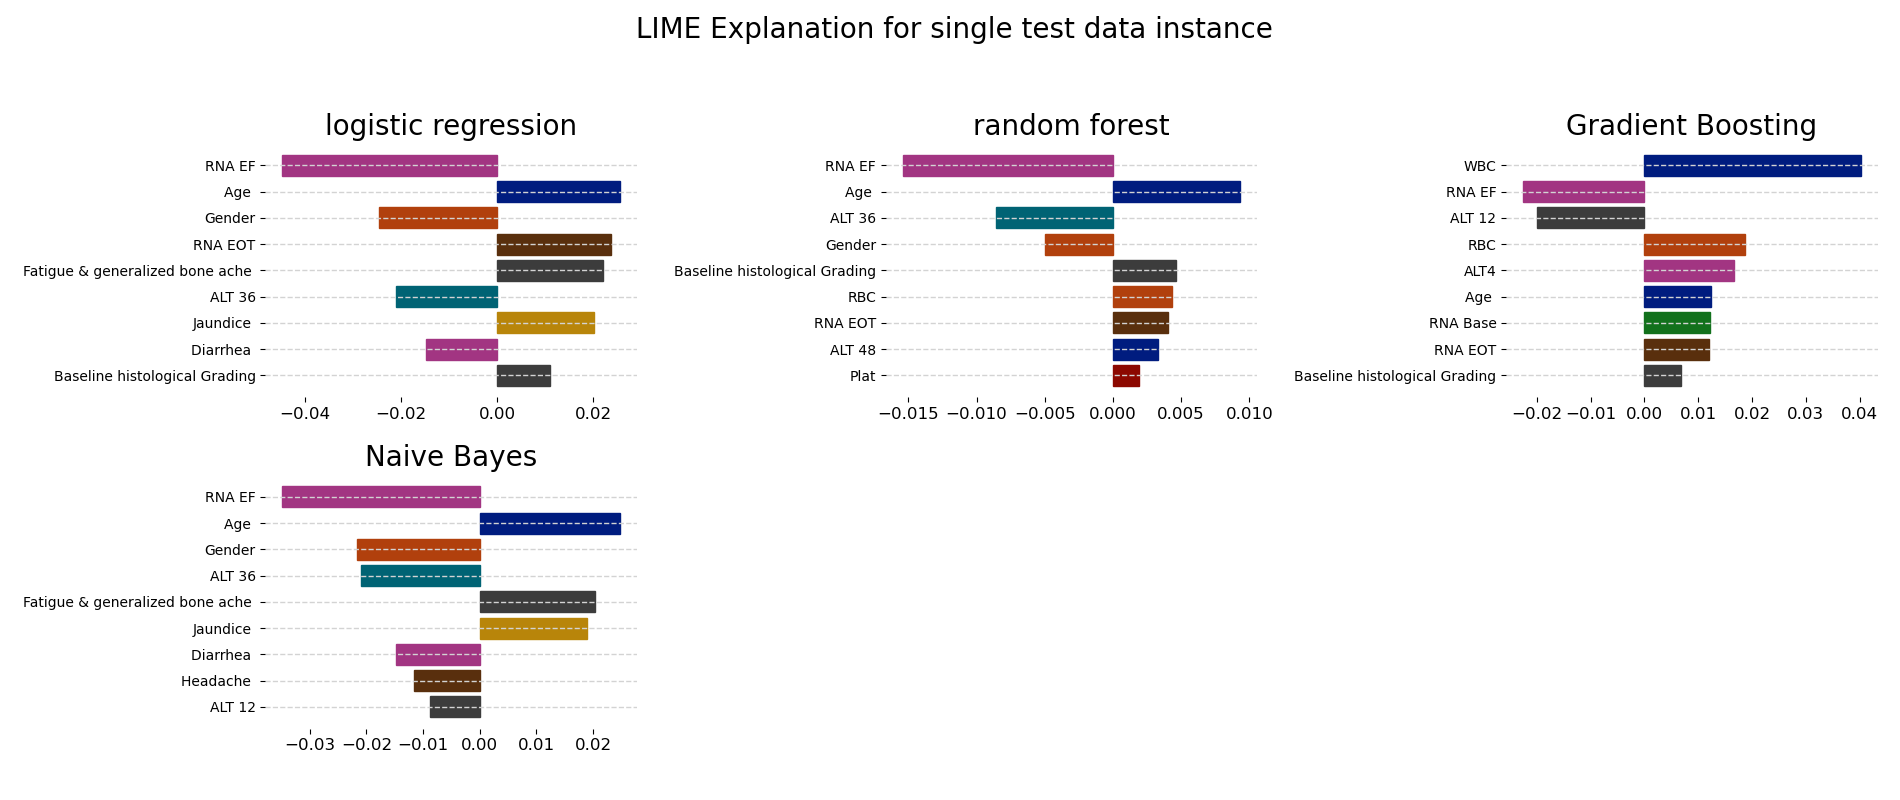 LIME Explanation for single test data instance
logistic regression
RNA EF
Age
Gender
RNA EOT
Fatigue & generalized bone ache
ALT 36
Jaundice
Diarrhea
Baseline histological Grading
−0.04 −0.02 0.00 0.02
random forest
RNA EF
Age
ALT 36
Gender
Baseline histological Grading
RBC
RNA EOT
ALT 48
Plat
−0.015 −0.010 −0.005 0.000 0.005 0.010
Gradient Boosting
WBC
RNA EF
ALT 12
RBC
ALT4
Age
RNA Base
RNA EOT
Baseline histological Grading
−0.02 −0.01 0.00 0.01 0.02 0.03 0.04
Naive Bayes
RNA EF
Age
Gender
ALT 36
Fatigue & generalized bone ache
Jaundice
Diarrhea
Headache
ALT 12
−0.03 −0.02 −0.01 0.00 0.01 0.02